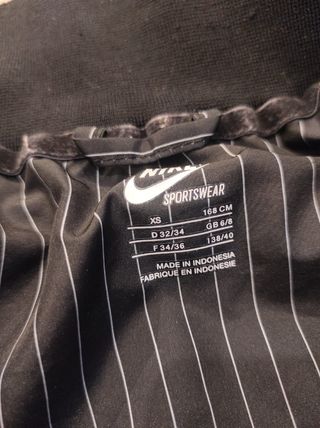 NIKE
SPORTSWEAR
XS 168 CM
D 32/34 GB 6/8
F 34/36 I 38/40
MADE IN INDONESIA
FABRIQUE EN INDONESIE